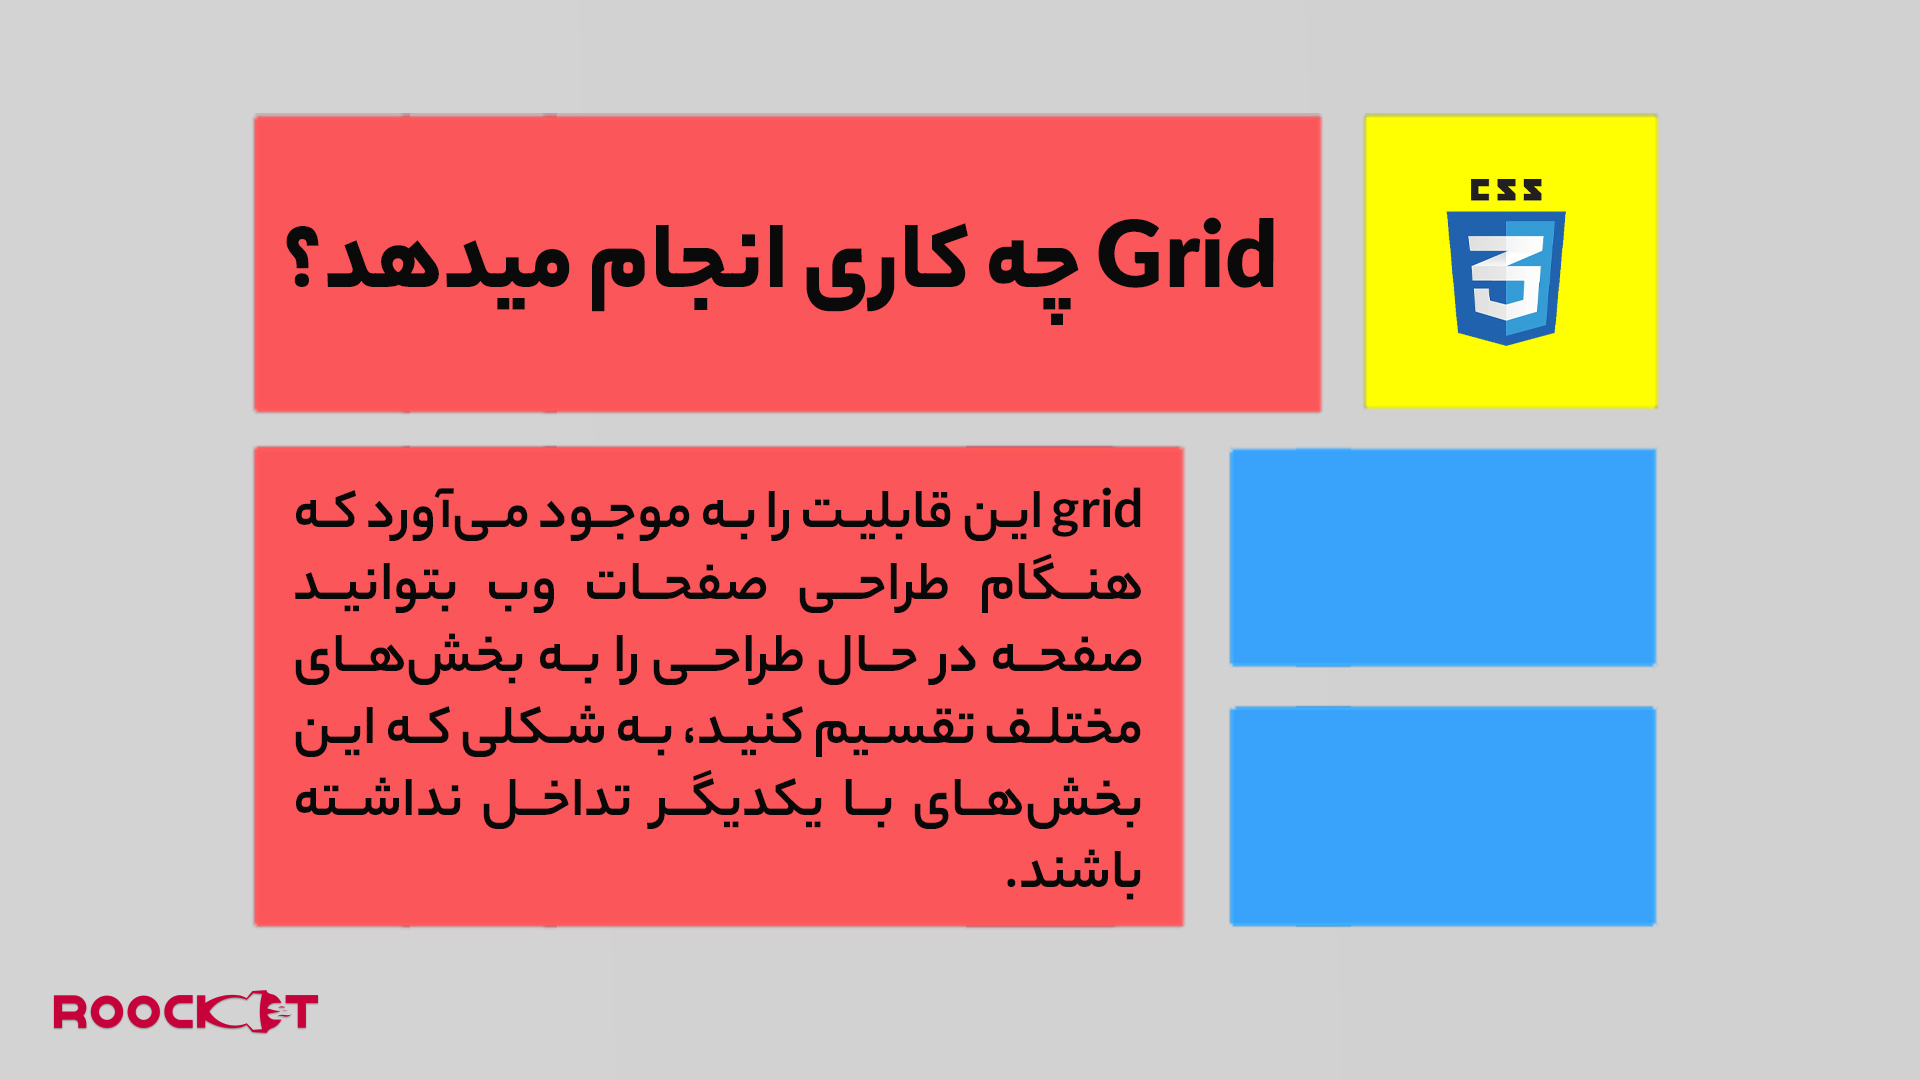 CSS
Grid چه کاری انجام میدهد؟
grid این قابلیت را به موجود می‌آورد که
هنگام طراحی صفحات وب بتوانید
صفحه در حال طراحی را به بخش‌های
مختلف تقسیم کنید، به شکلی که این
بخش‌های با یکدیگر تداخل نداشته
باشند.
ROOCKET